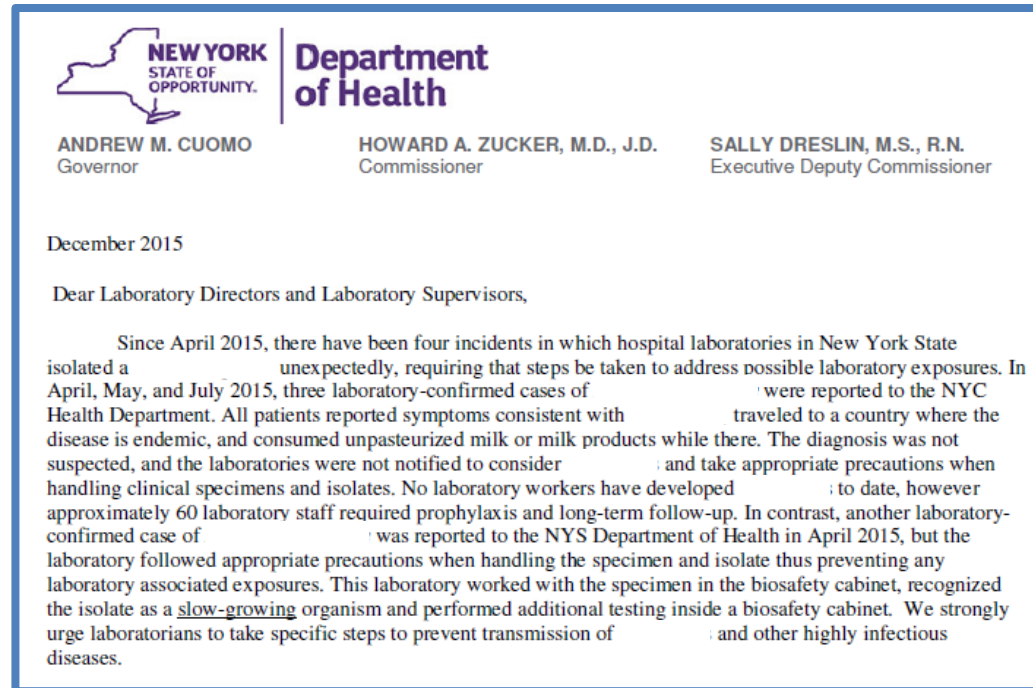 NEW YORK
STATE OF
OPPORTUNITY.
Department
of Health
ANDREW M. CUOMO HOWARD A. ZUCKER, M.D., J.D. SALLY DRESLIN, M.S., R.N.
Governor Commissioner Executive Deputy Commissioner
December 2015
Dear Laboratory Directors and Laboratory Supervisors,
Since April 2015, there have been four incidents in which hospital laboratories in New York State
isolated a unexpectedly, requiring that steps be taken to address possible laboratory exposures. In
April, May, and July 2015, three laboratory-confirmed cases of were reported to the NYC
Health Department. All patients reported symptoms consistent with traveled to a country where the
disease is endemic, and consumed unpasteurized milk or milk products while there. The diagnosis was not
suspected, and the laboratories were not notified to consider and take appropriate precautions when
handling clinical specimens and isolates. No laboratory workers have developed to date, however
approximately 60 laboratory staff required prophylaxis and long-term follow-up. In contrast, another laboratory-
confirmed case of was reported to the NYS Department of Health in April 2015, but the
laboratory followed appropriate precautions when handling the specimen and isolate thus preventing any
laboratory associated exposures. This laboratory worked with the specimen in the biosafety cabinet, recognized
the isolate as a slow-growing organism and performed additional testing inside a biosafety cabinet. We strongly
urge laboratorians to take specific steps to prevent transmission of and other highly infectious
diseases.